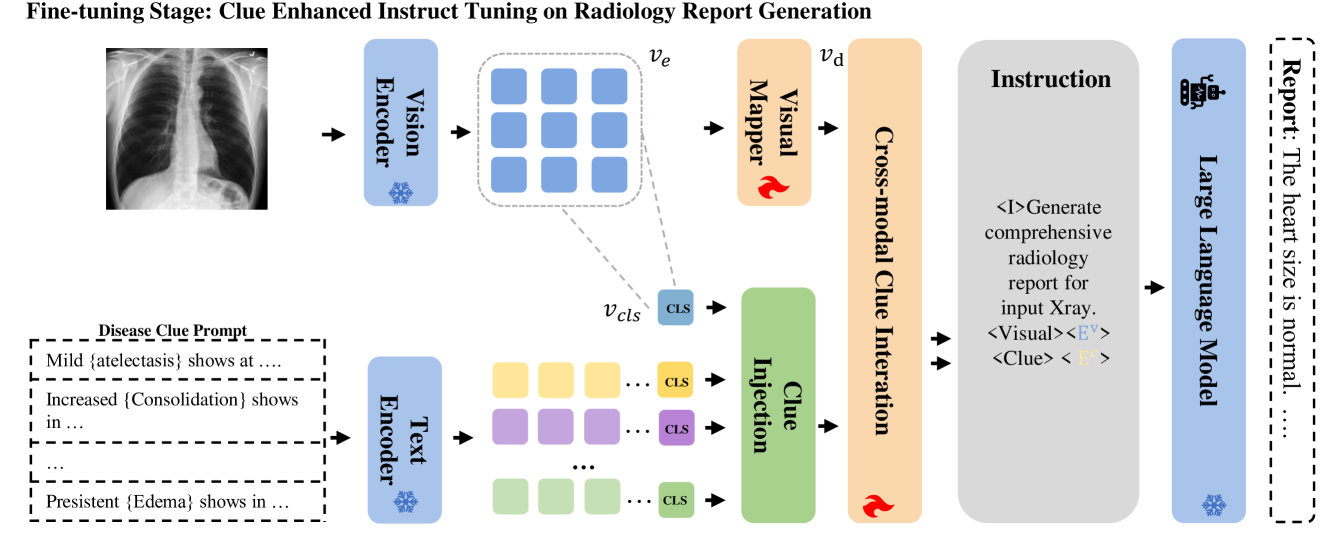 Fine-tuning Stage: Clue Enhanced Instruct Tuning on Radiology Report Generation
Vision
Encoder
v_e
Visual
Mapper
v_d
Cross-modal Clue Interation
Instruction
<I>Generate
comprehensive
radiology
report for
input Xray.
<Visual><E^v>
<Clue> < E^c>
Large Language Model
Report: The heart size is normal. ….
v_cls
CLS
Disease Clue Prompt
Mild {atelectasis} shows at ….
Increased {Consolidation} shows
in …
…
Presistent {Edema} shows in …
Text
Encoder
… CLS
… CLS
…
… CLS
Clue
Injection